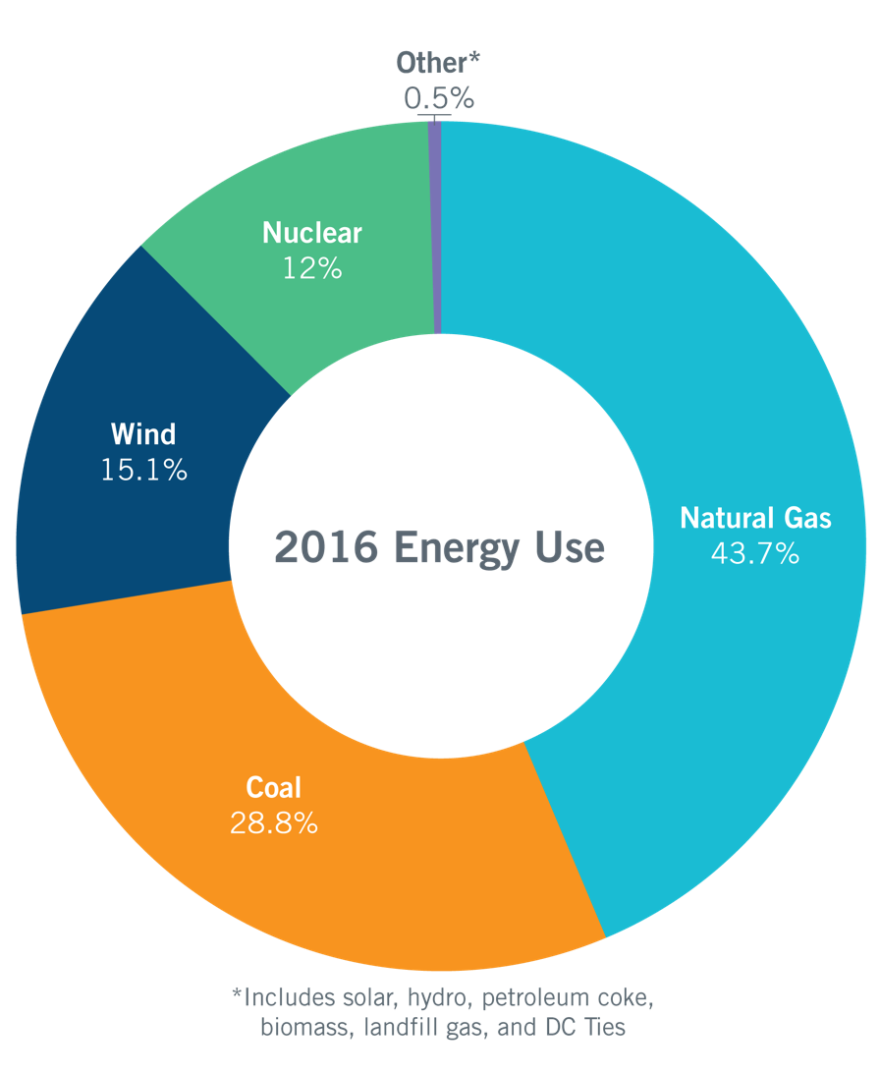 Other*
0.5%
Nuclear
12%
Wind
15.1%
2016 Energy Use
Natural Gas
43.7%
Coal
28.8%
*Includes solar, hydro, petroleum coke,
biomass, landfill gas, and DC Ties